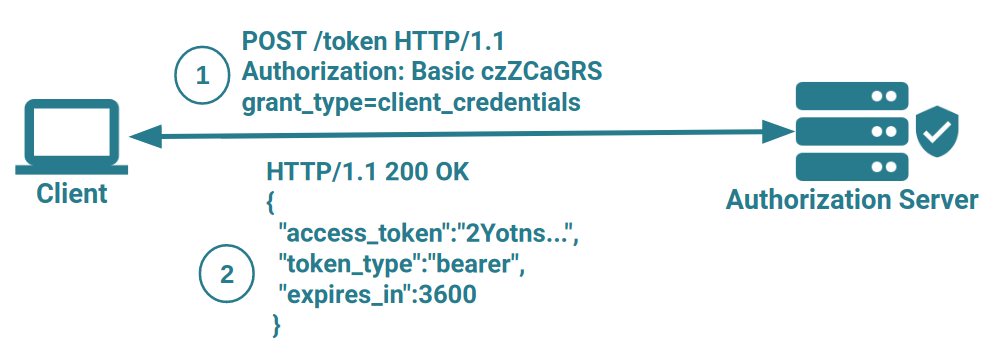 POST /token HTTP/1.1
1
Authorization: Basic czZCaGRS
grant_type=client_credentials
Client
Authorization Server
HTTP/1.1 200 OK
{
"access_token":"2Yotns...",
2
"token_type":"bearer",
"expires_in":3600
}